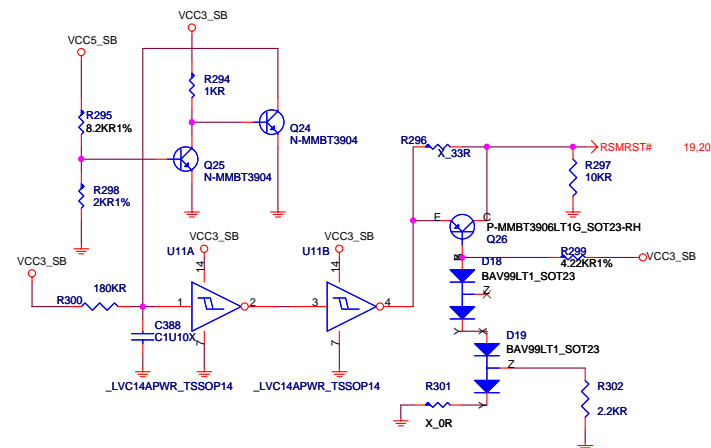 VCC3_SB
VCC5_SB
R294
1KR
R295
8.2KR1%
Q24
N-MMBT3904
R296
X_33R
RSMRST# 19,20
Q25
N-MMBT3904
R297
10KR
R298
2KR1%
E
C
P-MMBT3906LT1G_SOT23-RH
Q26
VCC3_SB
U11A
VCC3_SB
U11B
B
R299
4.22KR1%
VCC3_SB
VCC3_SB
14
14
D18
BAV99LT1_SOT23
Z
180KR
R300
1
2
3
4
C388
C1U10X
7
7
Y
X
D19
BAV99LT1_SOT23
Z
_LVC14APWR_TSSOP14
_LVC14APWR_TSSOP14
R301
X_0R
Y
X
R302
2.2KR